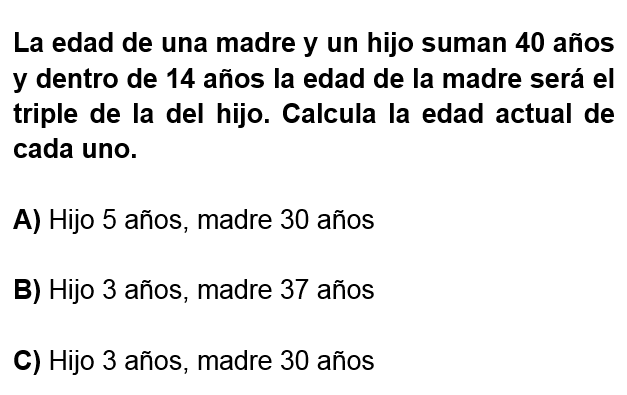 La edad de una madre y un hijo suman 40 años
y dentro de 14 años la edad de la madre será el
triple de la del hijo. Calcula la edad actual de
cada uno.
A) Hijo 5 años, madre 30 años
B) Hijo 3 años, madre 37 años
C) Hijo 3 años, madre 30 años